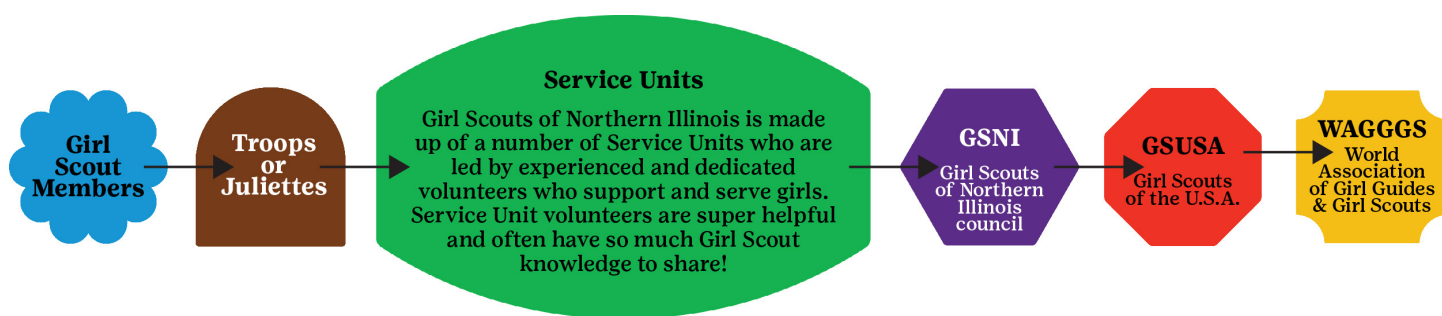 Girl
Scout
Members
Troops
or
Juliettes
Service Units
Girl Scouts of Northern Illinois is made
up of a number of Service Units who are
led by experienced and dedicated
volunteers who support and serve girls.
Service Unit volunteers are super helpful
and often have so much Girl Scout
knowledge to share!
GSNI
Girl Scouts
of Northern
Illinois
council
GSUSA
Girl Scouts
of the U.S.A.
WAGGGS
World
Association
of Girl Guides
& Girl Scouts